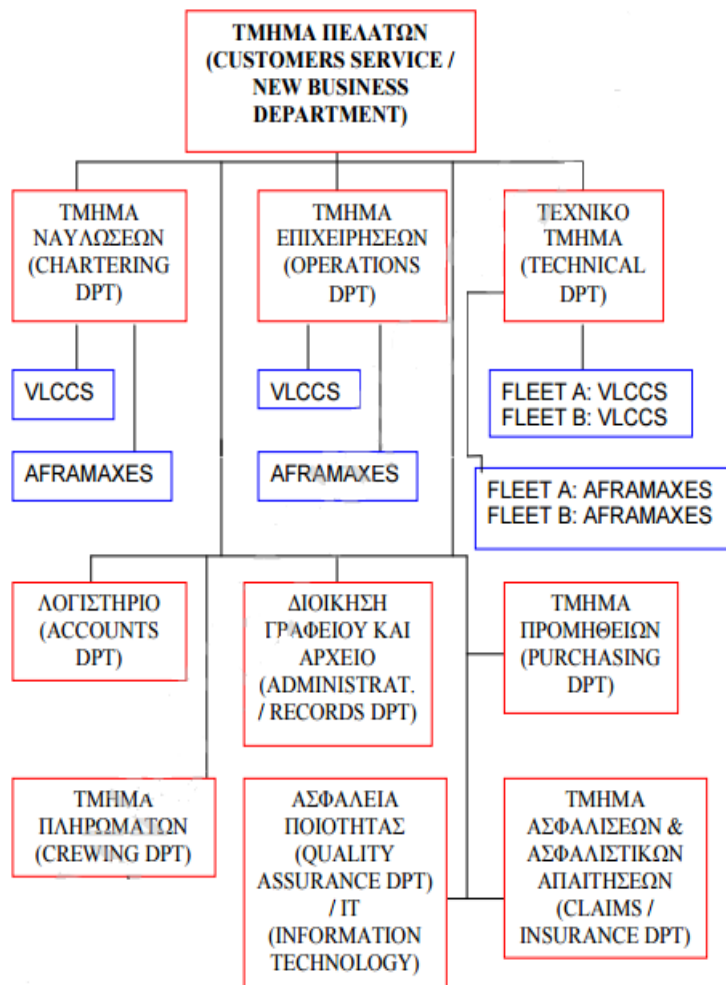 ΤΜΗΜΑ ΠΕΛΑΤΩΝ
(CUSTOMERS SERVICE /
NEW BUSINESS
DEPARTMENT)
ΤΜΗΜΑ
ΝΑΥΛΩΣΕΩΝ
(CHARTERING
DPT)
ΤΜΗΜΑ
ΕΠΙΧΕΙΡΗΣΕΩΝ
(OPERATIONS
DPT)
ΤΕΧΝΙΚΟ
ΤΜΗΜΑ
(TECHNICAL
DPT)
VLCCS
VLCCS
FLEET A: VLCCS
FLEET B: VLCCS
AFRAMAXES
AFRAMAXES
FLEET A: AFRAMAXES
FLEET B: AFRAMAXES
ΛΟΓΙΣΤΗΡΙΟ
(ACCOUNTS
DPT)
ΔΙΟΙΚΗΣΗ
ΓΡΑΦΕΙΟΥ ΚΑΙ
ΑΡΧΕΙΟ
(ADMINISTRAT.
/ RECORDS DPT)
ΤΜΗΜΑ
ΠΡΟΜΗΘΕΙΩΝ
(PURCHASING
DPT)
ΤΜΗΜΑ
ΠΛΗΡΩΜΑΤΩΝ
(CREWING DPT)
ΑΣΦΑΛΕΙΑ
ΠΟΙΟΤΗΤΑΣ
(QUALITY
ASSURANCE DPT)
/ IT
(INFORMATION
TECHNOLOGY)
ΤΜΗΜΑ
ΑΣΦΑΛΙΣΕΩΝ &
ΑΣΦΑΛΙΣΤΙΚΩΝ
ΑΠΑΙΤΗΣΕΩΝ
(CLAIMS /
INSURANCE DPT)